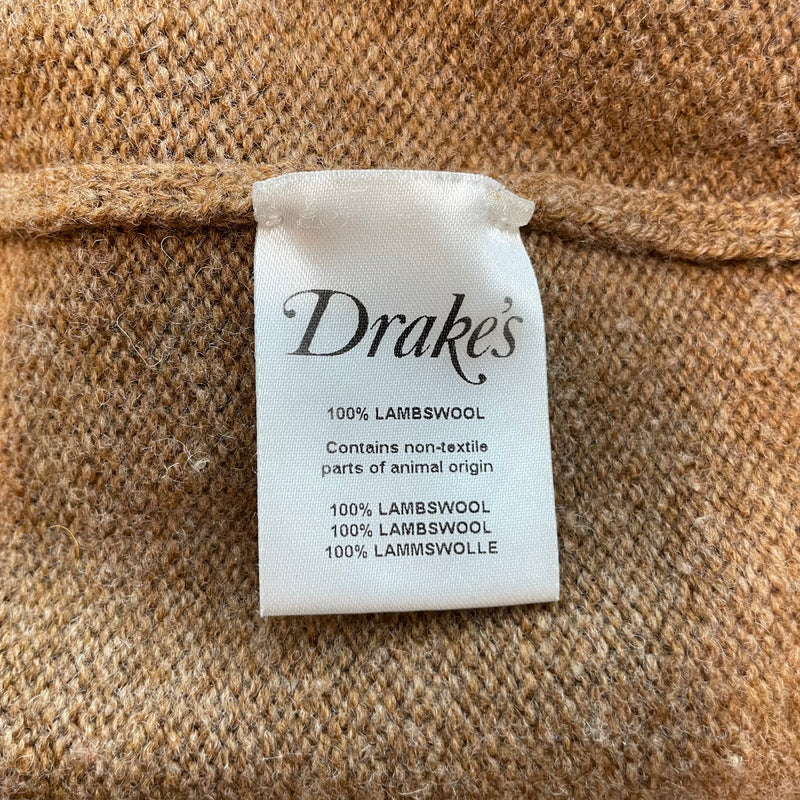 Drake's
100% LAMBSWOOL
Contains non-textile
parts of animal origin
100% LAMBSWOOL
100% LAMBSWOOL
100% LAMMSWOLLE